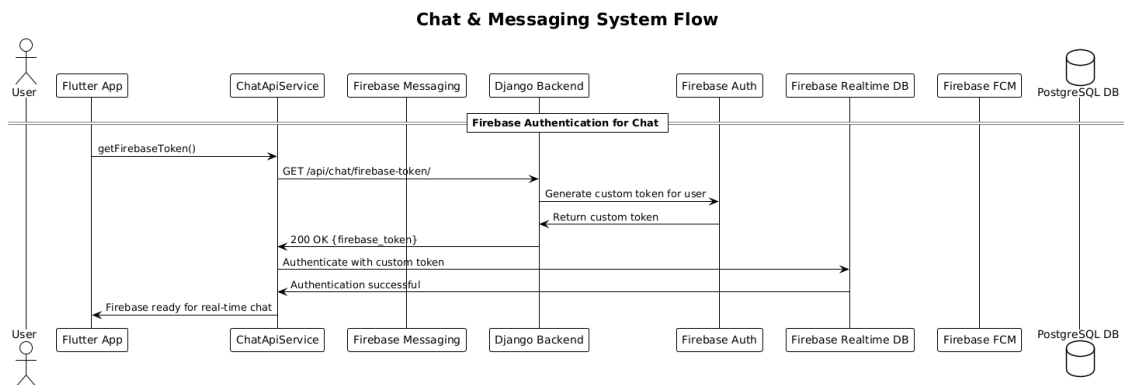 Chat & Messaging System Flow
User
Flutter App
ChatApiService
Firebase Messaging
Django Backend
Firebase Auth
Firebase Realtime DB
Firebase FCM
PostgreSQL DB
Firebase Authentication for Chat
getFirebaseToken()
GET /api/chat/firebase-token/
Generate custom token for user
Return custom token
200 OK {firebase_token}
Authenticate with custom token
Authentication successful
Firebase ready for real-time chat
User
Flutter App
ChatApiService
Firebase Messaging
Django Backend
Firebase Auth
Firebase Realtime DB
Firebase FCM
PostgreSQL DB